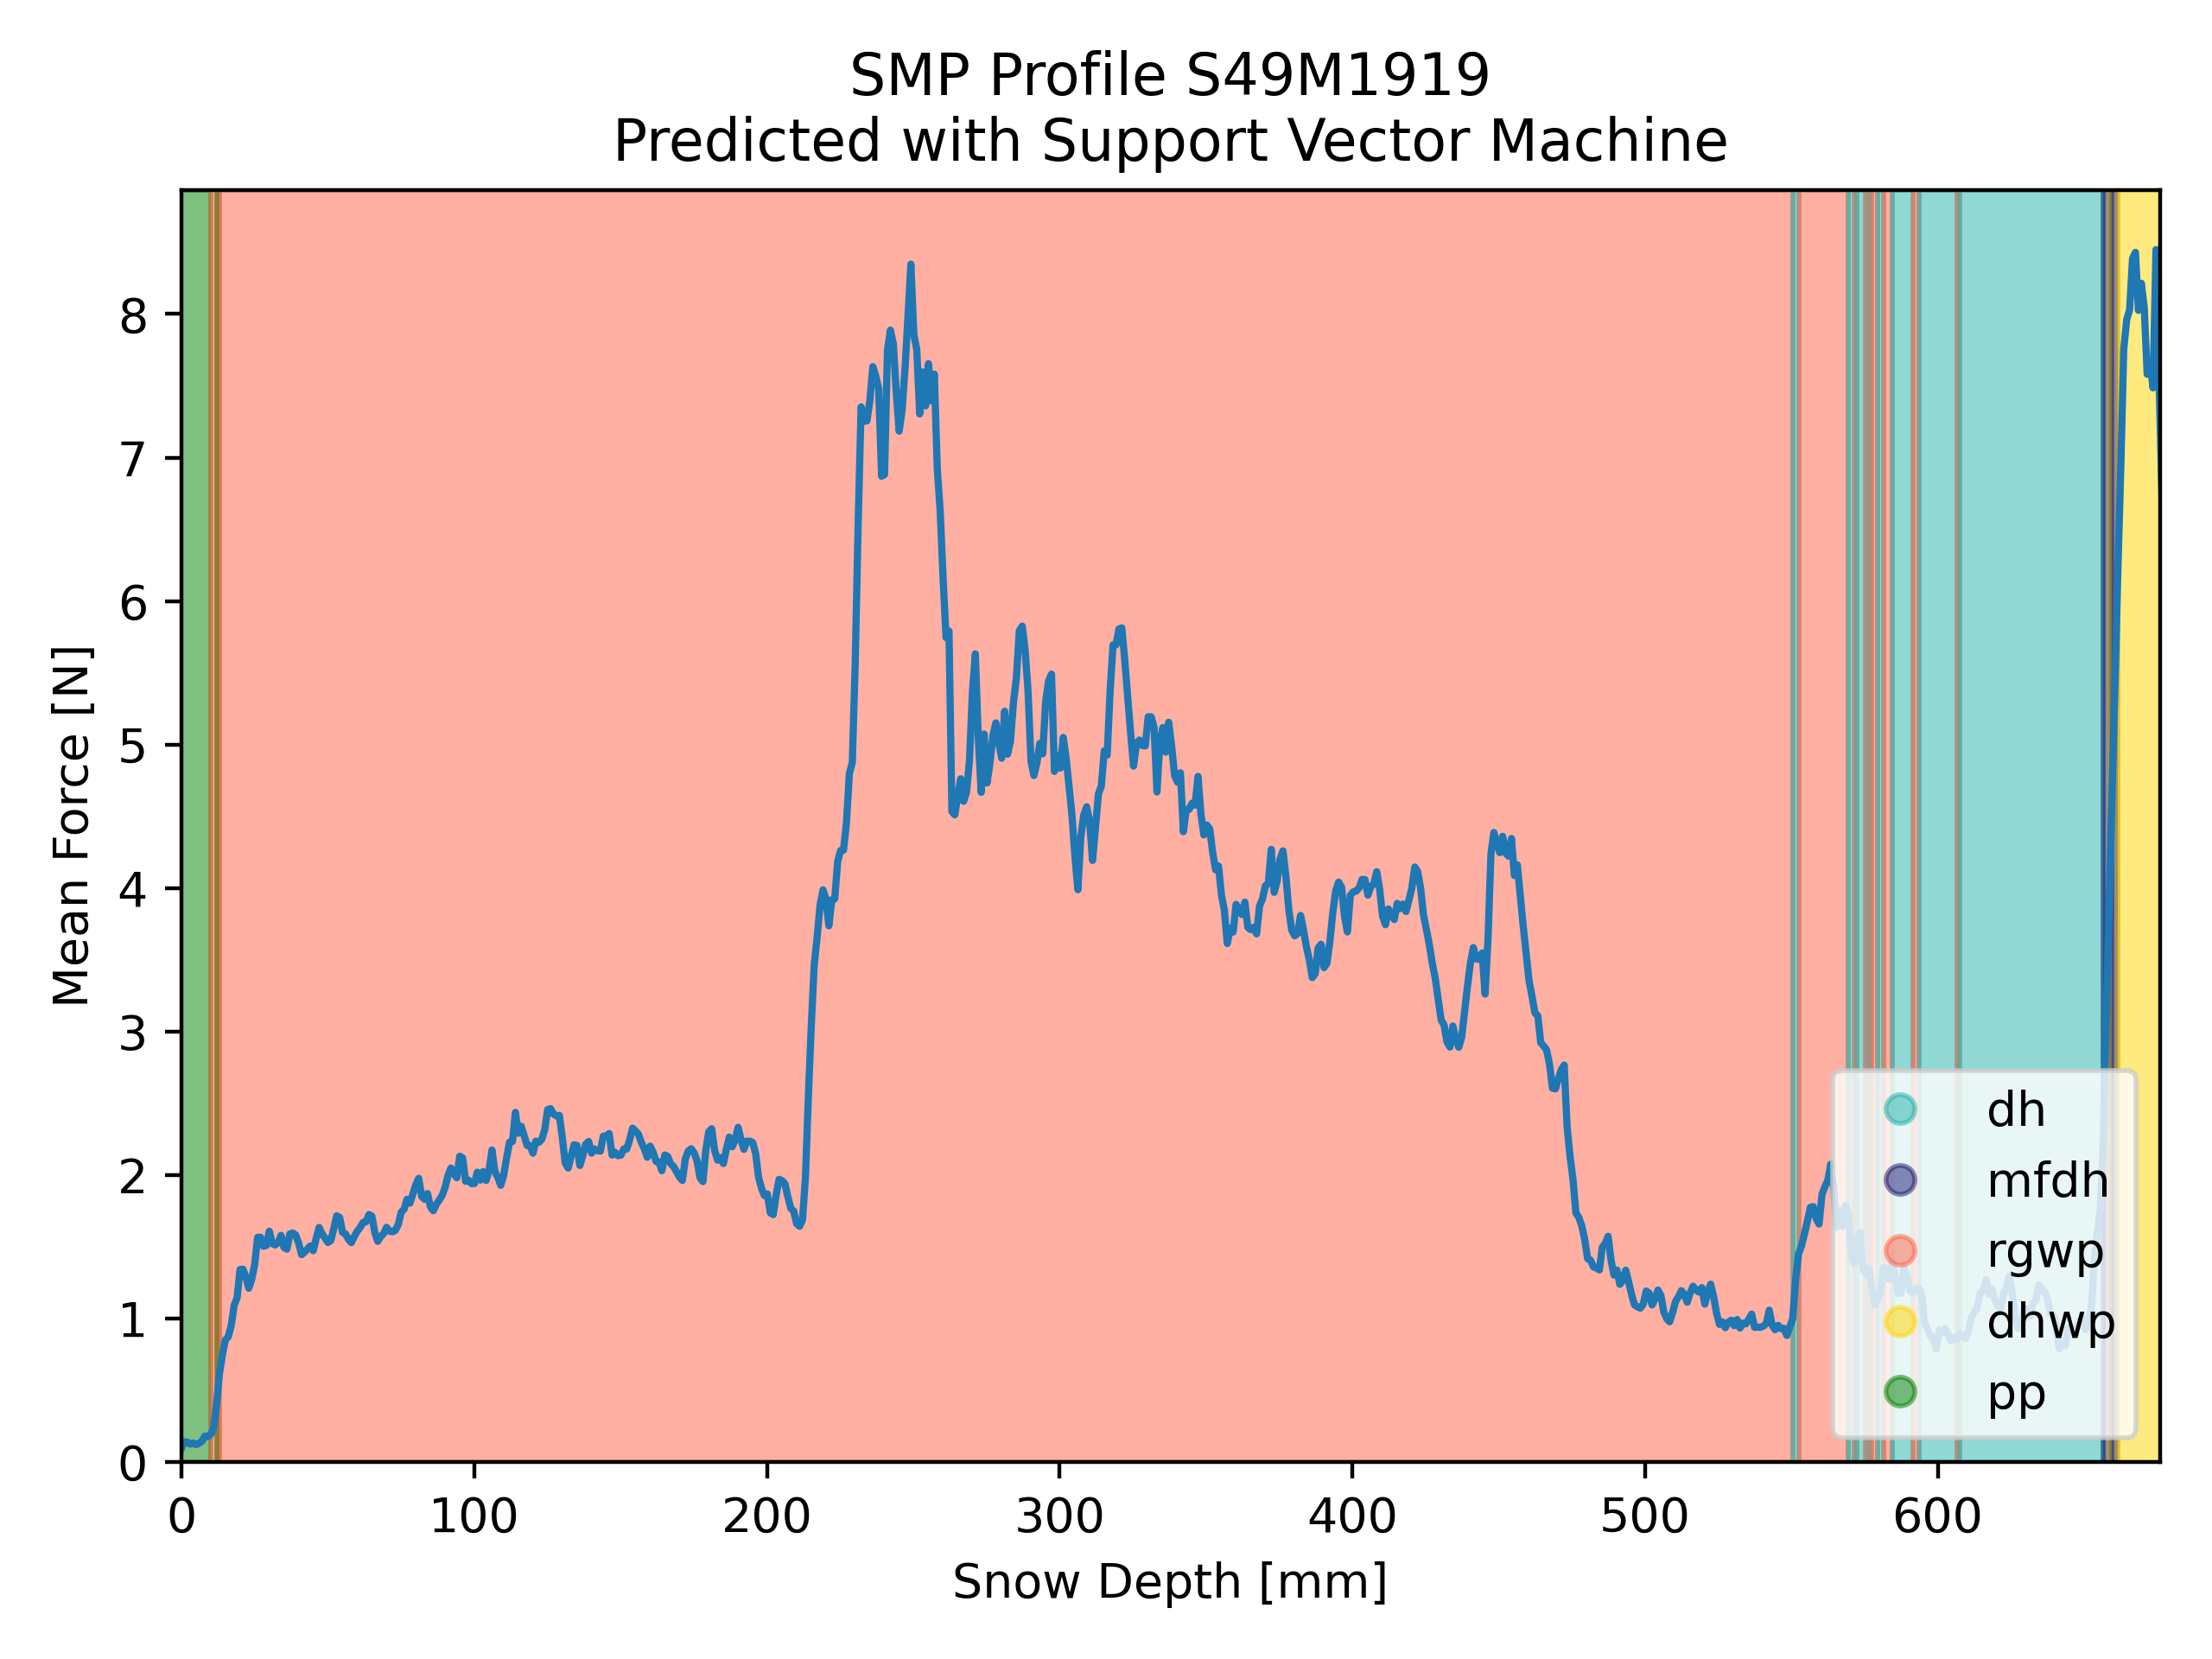 SMP Profile S49M1919
Predicted with Support Vector Machine
Mean Force [N]
8
7
6
5
4
3
2
1
0
dh
mfdh
rgwp
dhwp
pp
0 100 200 300 400 500 600
Snow Depth [mm]